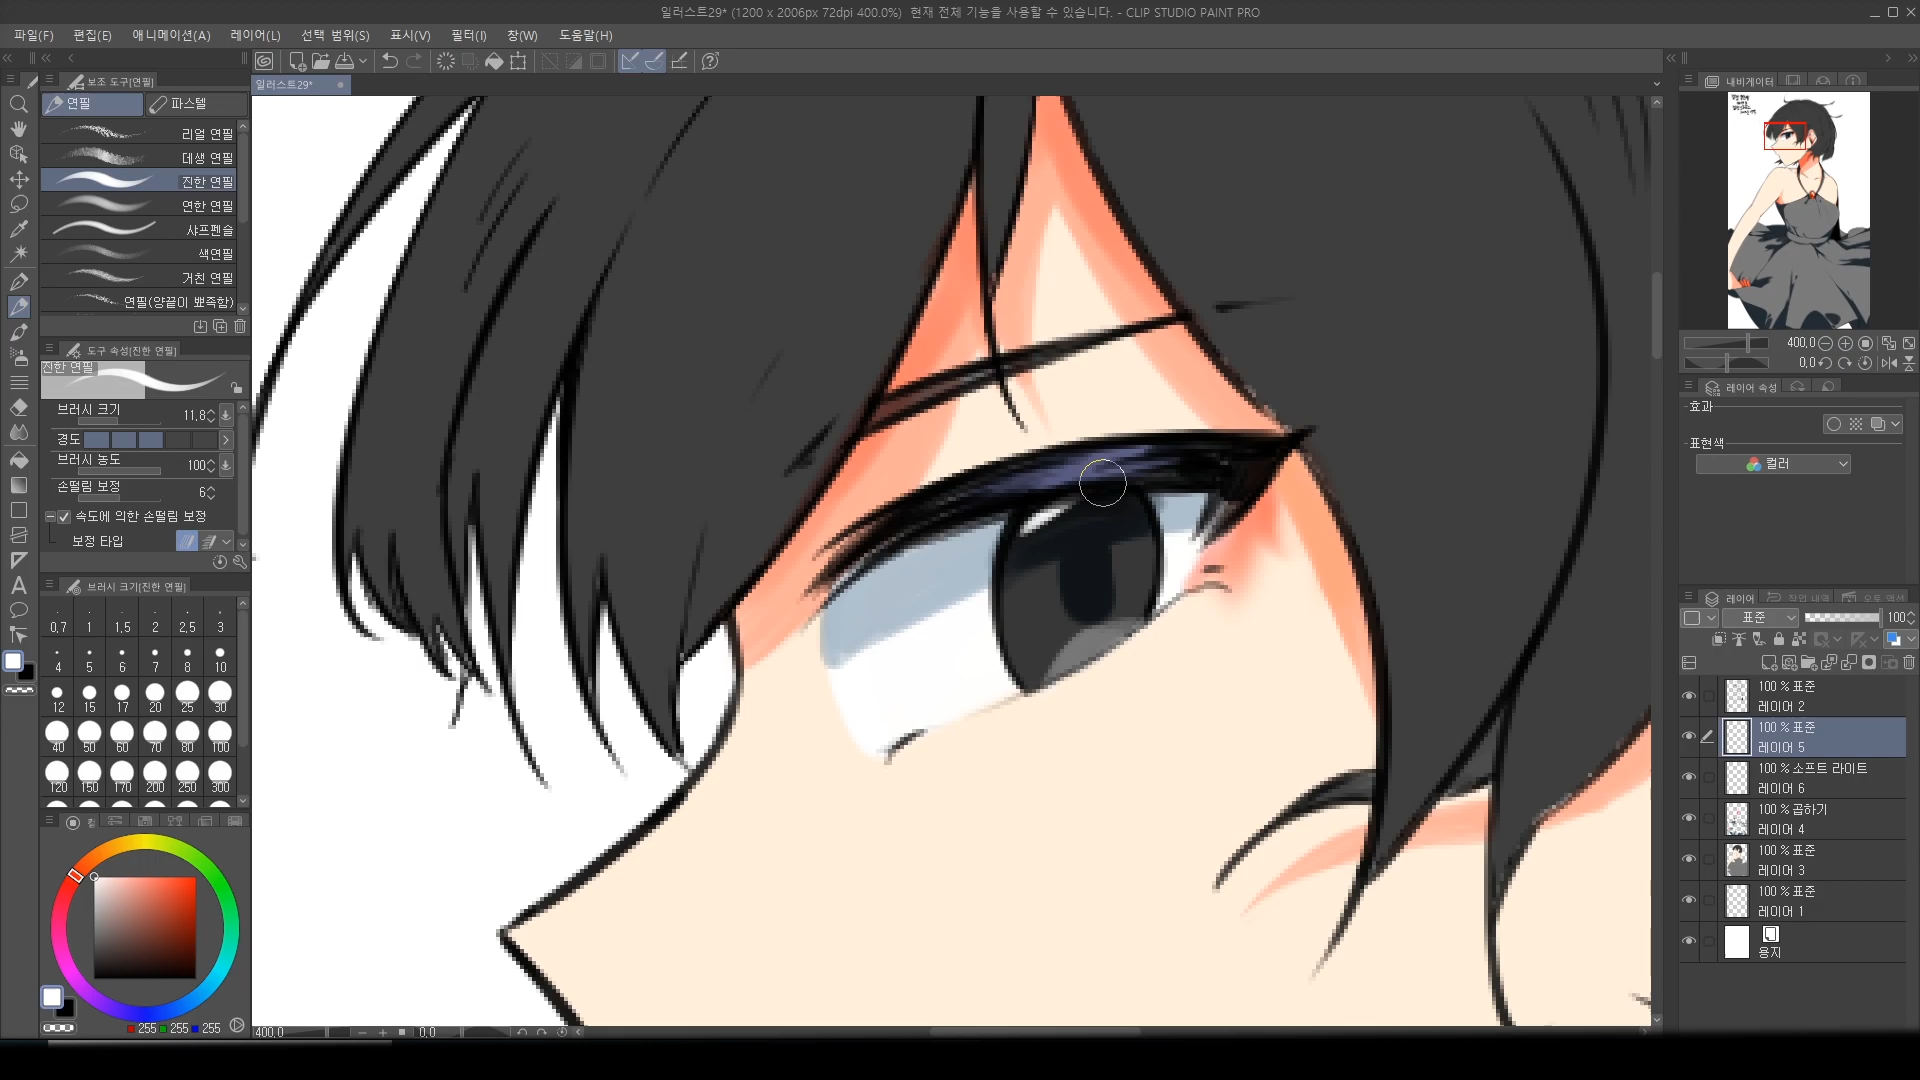 일러스트29* (1200 x 2006px 72dpi 400.0%) 현재 전체 기능을 사용할 수 있습니다. - CLIP STUDIO PAINT PRO
파일(F) 편집(E) 애니메이션(A) 레이어(L) 선택 범위(S) 표시(V) 필터(I) 창(W) 도움말(H)
일러스트29*
보조 도구[연필]
연필
파스텔
리얼 연필
데생 연필
진한 연필
연한 연필
샤프펜슬
색연필
거친 연필
연필(양끝이 뾰족함)
도구 속성[진한 연필]
진한 연필
브러시 크기 11.8
경도
브러시 농도 100
손떨림 보정 6
속도에 의한 손떨림 보정
보정 타입
브러시 크기[진한 연필]
0.7 1 1.5 2 2.5 3
4 5 6 7 8 10
12 15 17 20 25 30
40 50 60 70 80 100
120 150 170 200 250 300
컬
255 255 255
400.0 0.0
내비게이터
400.0
0.0
레이어 속성
효과
표현색
컬러
레이어 작업 내역 오토 액션
표준 100
100 % 표준
레이어 2
100 % 표준
레이어 5
100 % 소프트 라이트
레이어 6
100 % 곱하기
레이어 4
100 % 표준
레이어 3
100 % 표준
레이어 1
용지